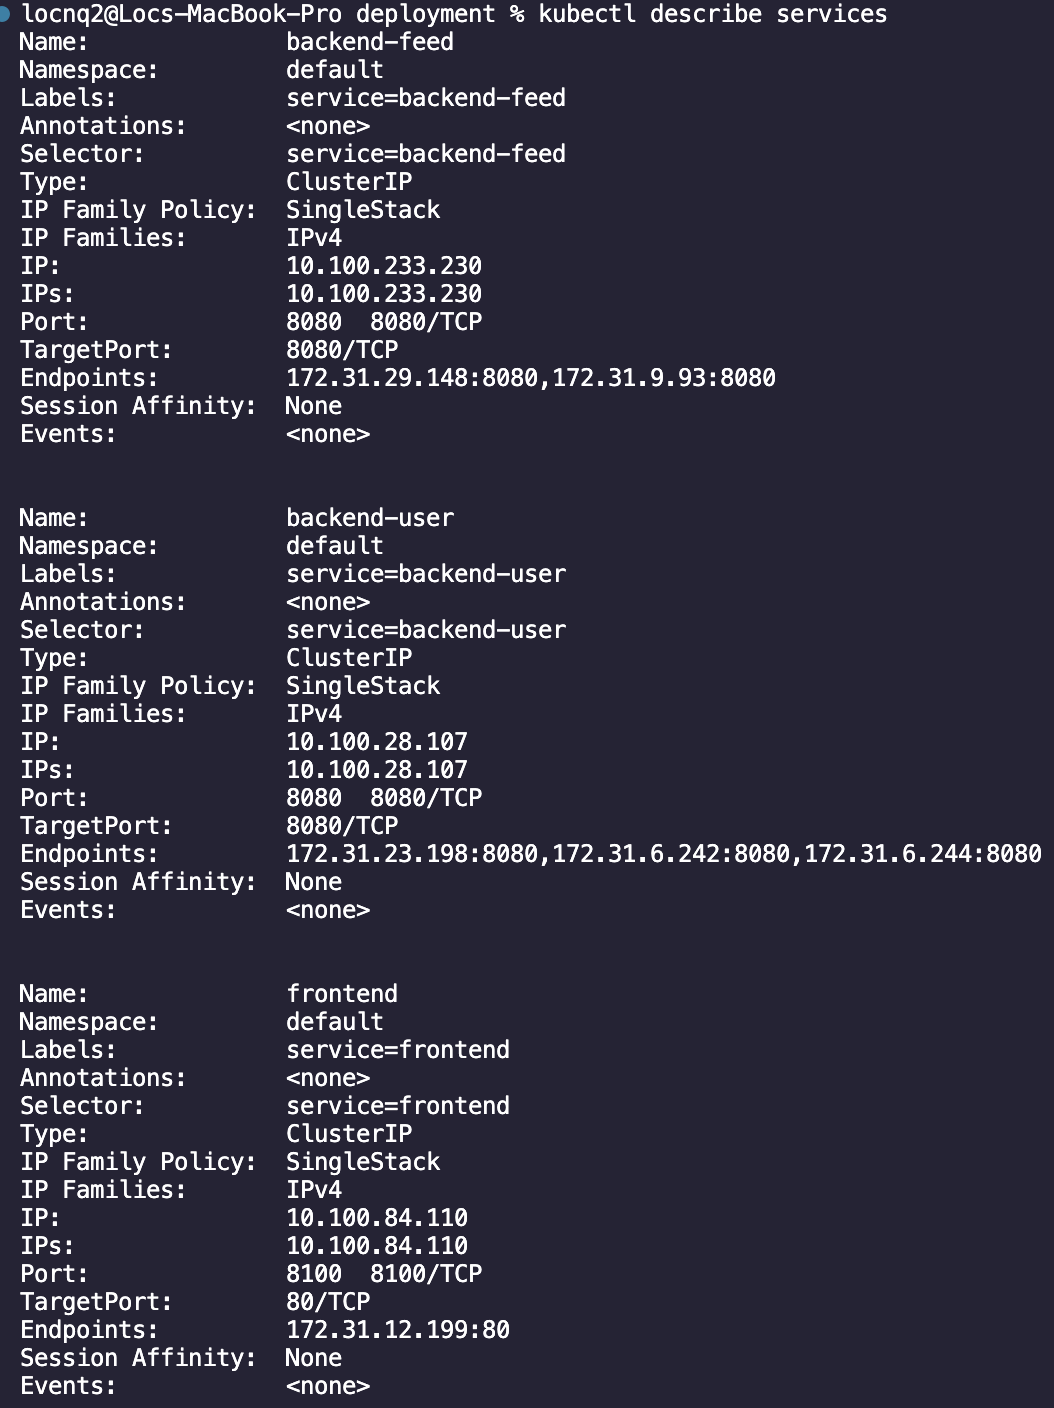 locnq2@Locs-MacBook-Pro deployment % kubectl describe services
Name:              backend-feed
Namespace:         default
Labels:            service=backend-feed
Annotations:       <none>
Selector:          service=backend-feed
Type:              ClusterIP
IP Family Policy:  SingleStack
IP Families:       IPv4
IP:                10.100.233.230
IPs:               10.100.233.230
Port:              8080  8080/TCP
TargetPort:        8080/TCP
Endpoints:         172.31.29.148:8080,172.31.9.93:8080
Session Affinity:  None
Events:            <none>
Name:              backend-user
Namespace:         default
Labels:            service=backend-user
Annotations:       <none>
Selector:          service=backend-user
Type:              ClusterIP
IP Family Policy:  SingleStack
IP Families:       IPv4
IP:                10.100.28.107
IPs:               10.100.28.107
Port:              8080  8080/TCP
TargetPort:        8080/TCP
Endpoints:         172.31.23.198:8080,172.31.6.242:8080,172.31.6.244:8080
Session Affinity:  None
Events:            <none>
Name:              frontend
Namespace:         default
Labels:            service=frontend
Annotations:       <none>
Selector:          service=frontend
Type:              ClusterIP
IP Family Policy:  SingleStack
IP Families:       IPv4
IP:                10.100.84.110
IPs:               10.100.84.110
Port:              8100  8100/TCP
TargetPort:        80/TCP
Endpoints:         172.31.12.199:80
Session Affinity:  None
Events:            <none>